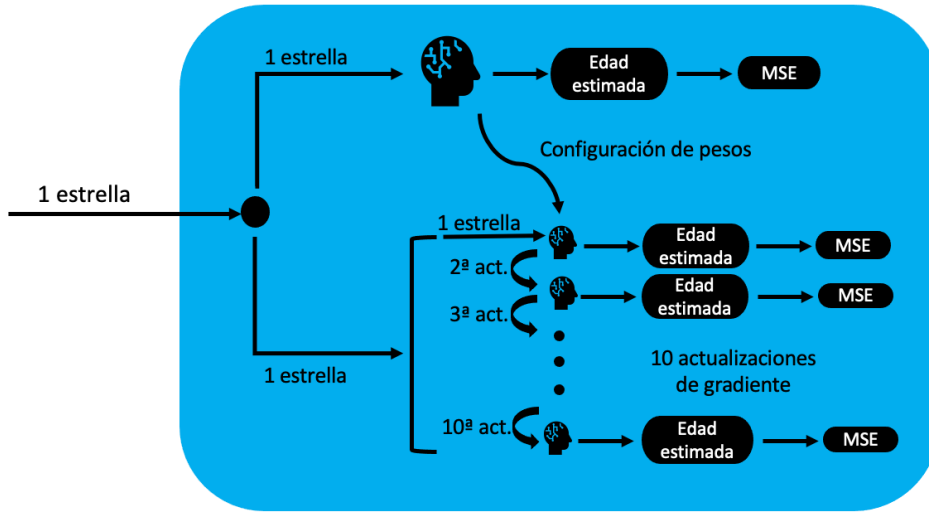 1 estrella
Edad
estimada
MSE
Configuración de pesos
1 estrella
1 estrella
Edad
estimada
MSE
2ª act.
Edad
estimada
MSE
3ª act.
1 estrella
10 actualizaciones
de gradiente
10ª act.
Edad
estimada
MSE